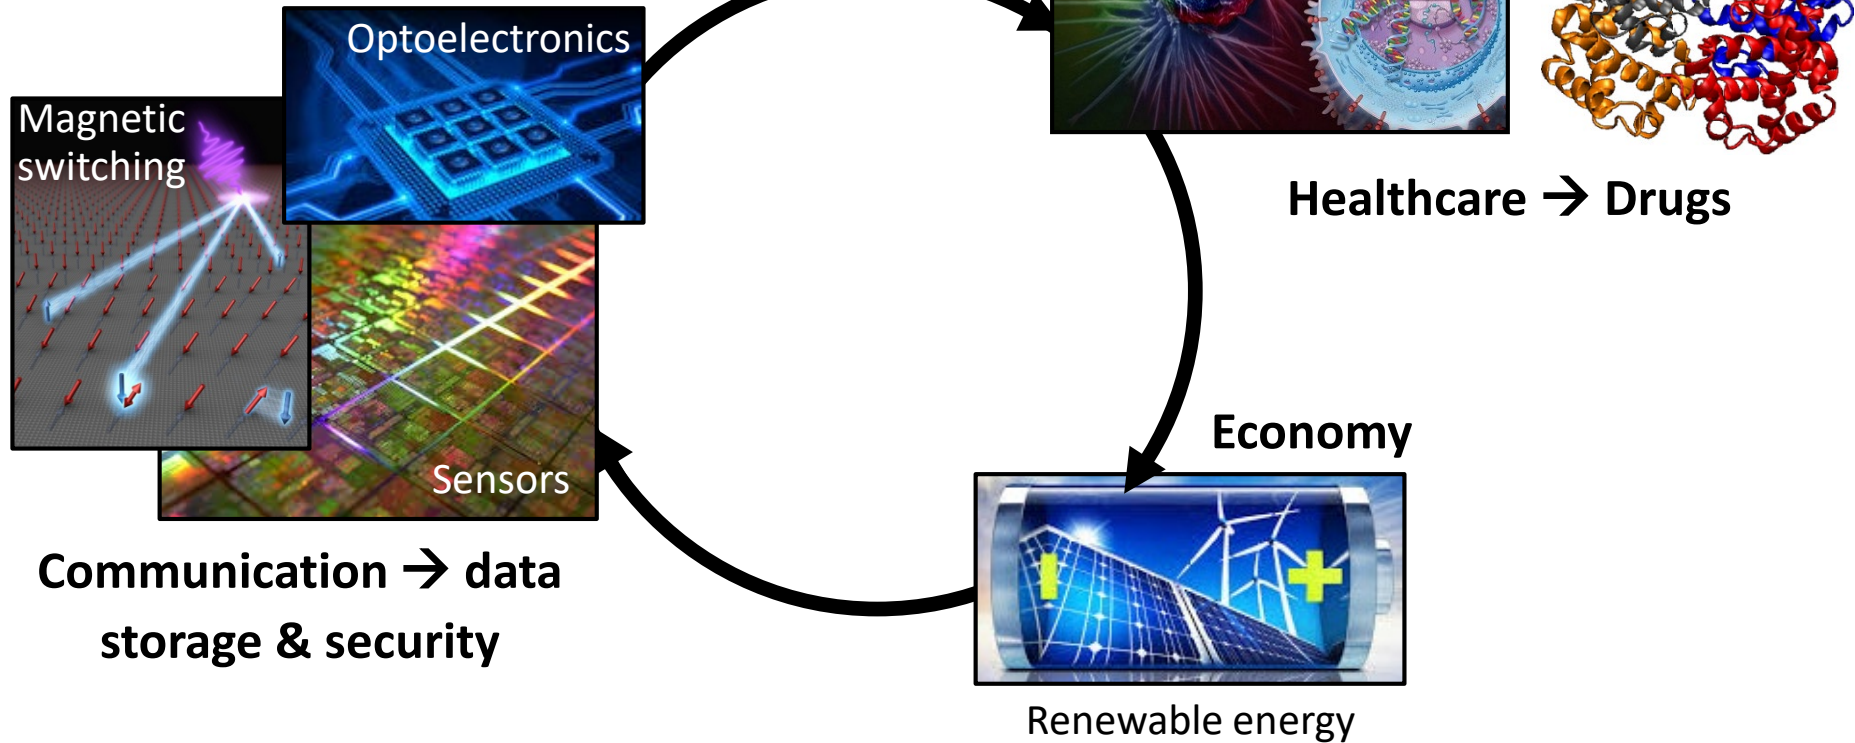 Optoelectronics
Magnetic
switching
Sensors
Communication → data
storage & security
Healthcare → Drugs
Economy
Renewable energy